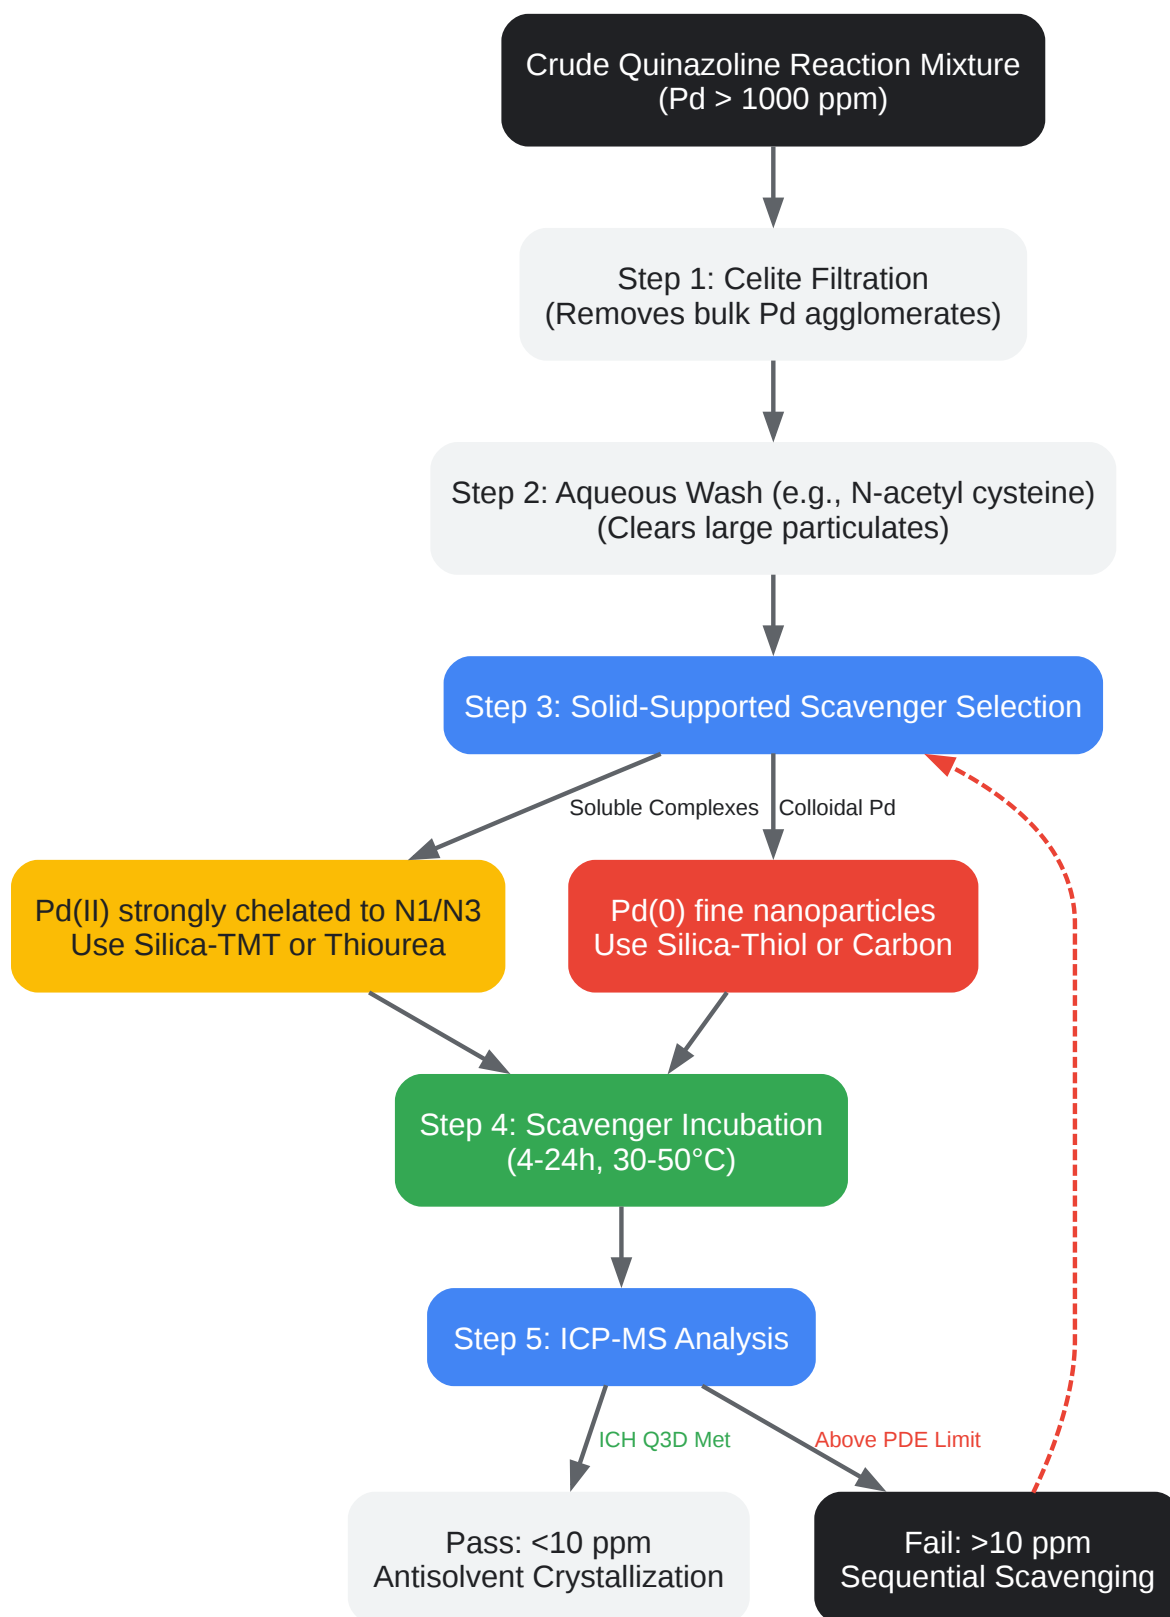 Crude Quinazoline Reaction Mixture
(Pd > 1000 ppm)
Step 1: Celite Filtration
(Removes bulk Pd agglomerates)
Step 2: Aqueous Wash (e.g., N-acetyl cysteine)
(Clears large particulates)
Step 3: Solid-Supported Scavenger Selection
Soluble Complexes
Colloidal Pd
Pd(II) strongly chelated to N1/N3
Use Silica-TMT or Thiourea
Pd(0) fine nanoparticles
Use Silica-Thiol or Carbon
Step 4: Scavenger Incubation
(4-24h, 30-50°C)
Step 5: ICP-MS Analysis
ICH Q3D Met
Above PDE Limit
Pass: <10 ppm
Antisolvent Crystallization
Fail: >10 ppm
Sequential Scavenging